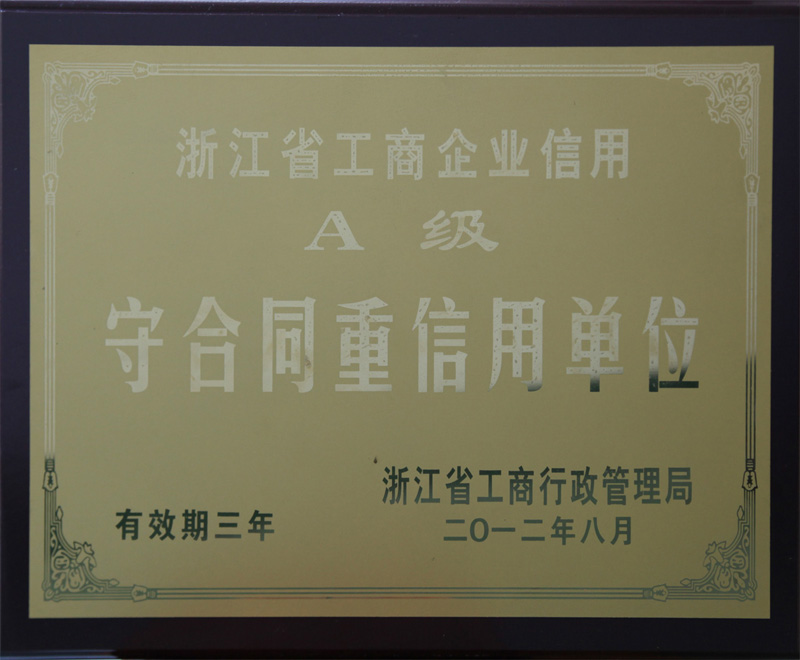 浙江省工商企业信用
A 级
守合同重信用单位
浙江省工商行政管理局
有效期三年
二〇一二年八月